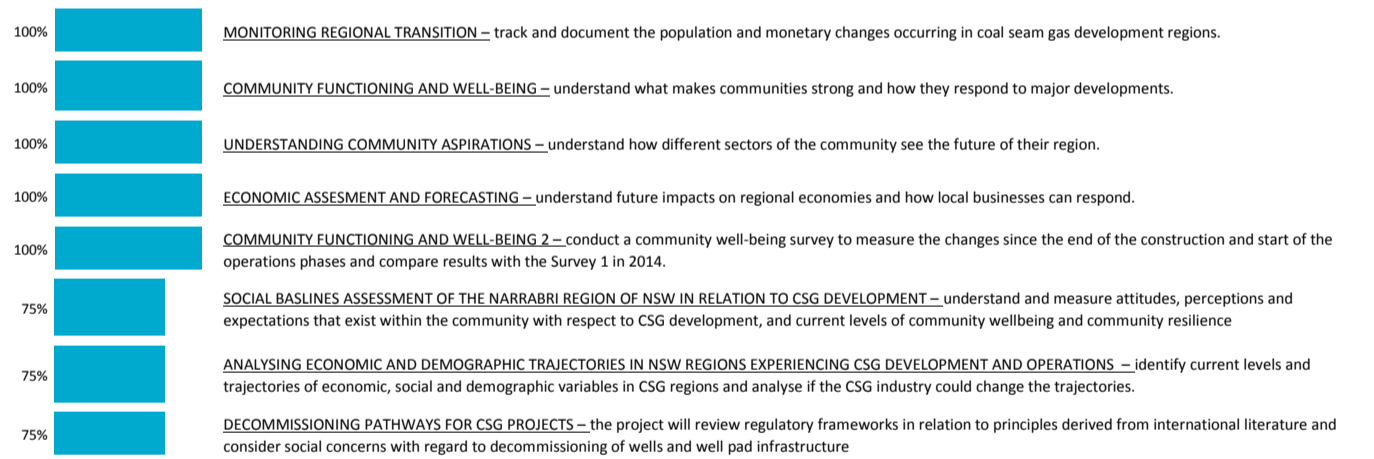 100% MONITORING REGIONAL TRANSITION – track and document the population and monetary changes occurring in coal seam gas development regions.
100% COMMUNITY FUNCTIONING AND WELL-BEING – understand what makes communities strong and how they respond to major developments.
100% UNDERSTANDING COMMUNITY ASPIRATIONS – understand how different sectors of the community see the future of their region.
100% ECONOMIC ASSESMENT AND FORECASTING – understand future impacts on regional economies and how local businesses can respond.
100% COMMUNITY FUNCTIONING AND WELL-BEING 2 – conduct a community well-being survey to measure the changes since the end of the construction and start of the
operations phases and compare results with the Survey 1 in 2014.
75% SOCIAL BASLINES ASSESSMENT OF THE NARRABRI REGION OF NSW IN RELATION TO CSG DEVELOPMENT – understand and measure attitudes, perceptions and
expectations that exist within the community with respect to CSG development, and current levels of community wellbeing and community resilience
75% ANALYSING ECONOMIC AND DEMOGRAPHIC TRAJECTORIES IN NSW REGIONS EXPERIENCING CSG DEVELOPMENT AND OPERATIONS – identify current levels and
trajectories of economic, social and demographic variables in CSG regions and analyse if the CSG industry could change the trajectories.
75% DECOMMISSIONING PATHWAYS FOR CSG PROJECTS – the project will review regulatory frameworks in relation to principles derived from international literature and
consider social concerns with regard to decommissioning of wells and well pad infrastructure